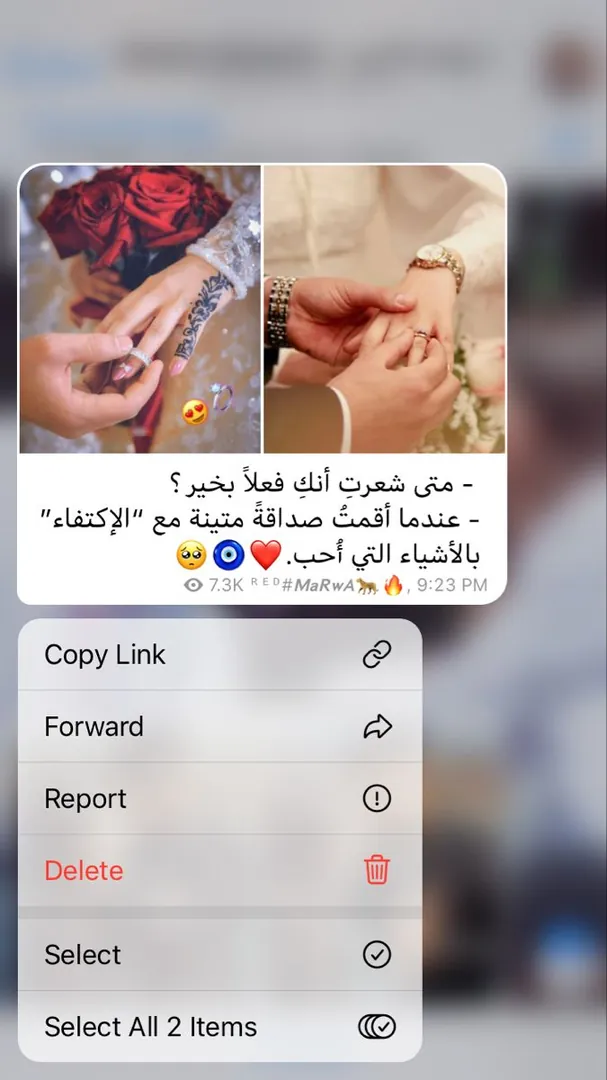 - متى شعرتِ أنكِ فعلاً بخير؟
- عندما أقمتُ صداقةً متينة مع “الإكتفاء”
بالأشياء التي أُحب.❤️🧿🥺
7.3K ᴿᴱᴰ#𝙈𝙖𝙍𝙬𝘼🐅🔥, 9:23 PM
Copy Link
Forward
Report
Delete
Select
Select All 2 Items